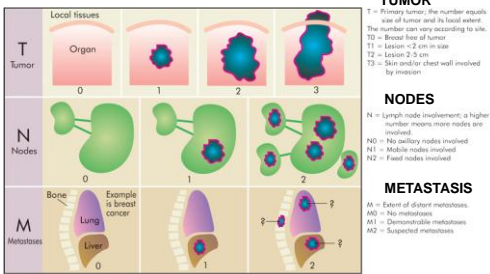 Local tissues
Organ
T
Tumor
0
1
2
3
N
Nodes
0
1
2
Bone
Example
is breast
cancer
Lung
Liver
M
Metastases
0
1
2
?
?
?
TUMOR
T = Primary tumor; the number equals
size of tumor and its local extent.
The number can vary according to site.
T0 = Breast free of tumor
T1 = Lesion <2 cm in size
T2 = Lesion 2-5 cm
T3 = Skin and/or chest wall involved
by invasion
NODES
N = Lymph node involvement; a higher
number means more nodes are
involved.
N0 = No axillary nodes involved
N1 = Mobile nodes involved
N2 = Fixed nodes involved
METASTASIS
M = Extent of distant metastases.
M0 = No metastases
M1 = Demonstrable metastases
M2 = Suspected metastases